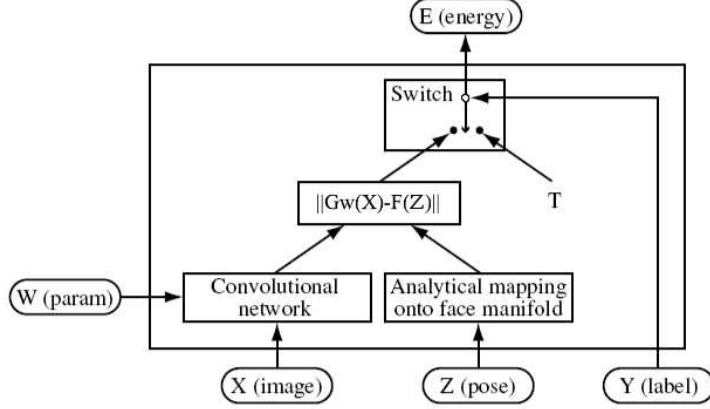 E (energy)
Switch
T
||Gw(X)-F(Z)||
W (param)
Convolutional
network
Analytical mapping
onto face manifold
X (image)
Z (pose)
Y (label)